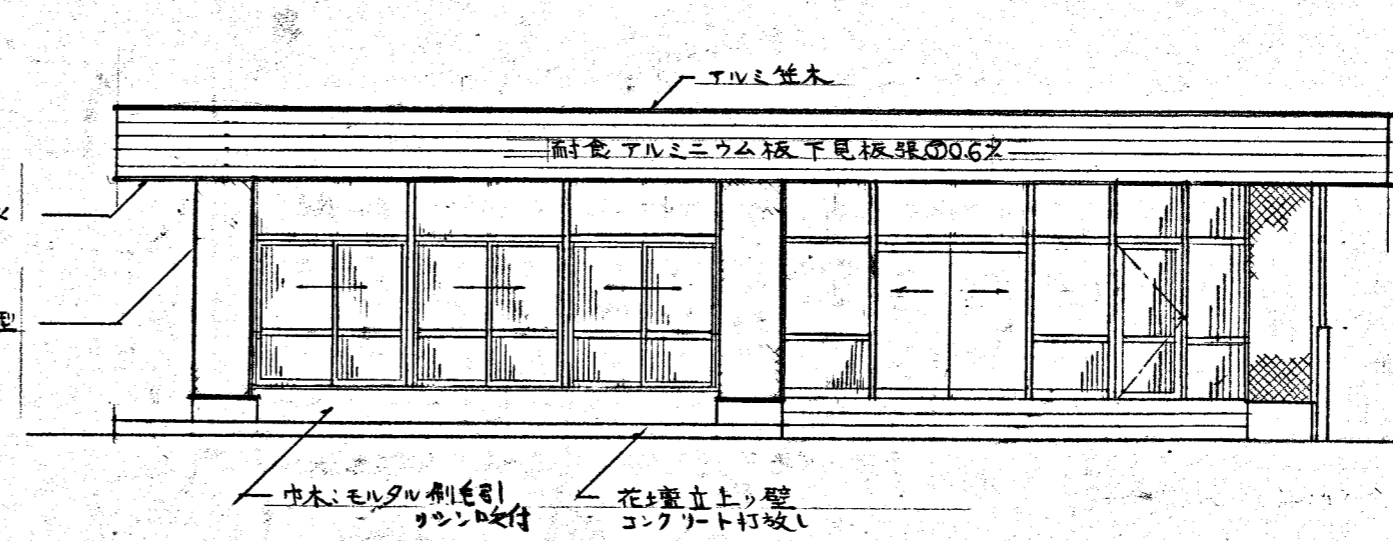 アルミ笠木
耐食アルミニウム板下見板張⑦0.6%
型
巾木:モルタル刷毛引
リシン吹付
花壇立上り壁
コンクリート打放し